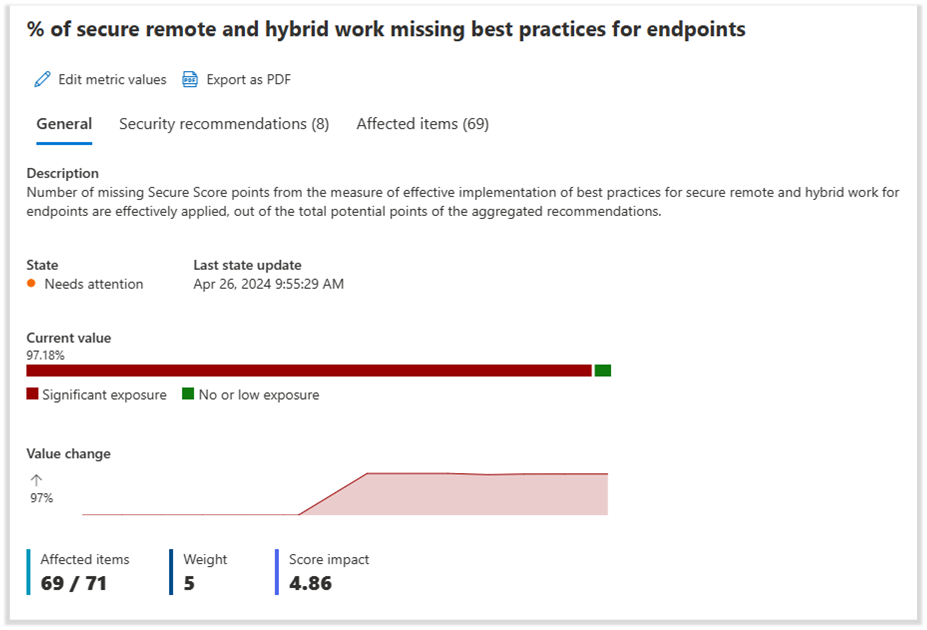 % of secure remote and hybrid work missing best practices for endpoints
Edit metric values
PDF
Export as PDF
General
Security recommendations (8)
Affected items (69)
Description
Number of missing Secure Score points from the measure of effective implementation of best practices for secure remote and hybrid work for
endpoints are effectively applied, out of the total potential points of the aggregated recommendations.
State
Last state update
Needs attention
Apr 26, 2024 9:55:29 AM
Current value
97.18%
Significant exposure
No or low exposure
Value change
97%
Affected items
Weight
Score impact
69 / 71
5
4.86